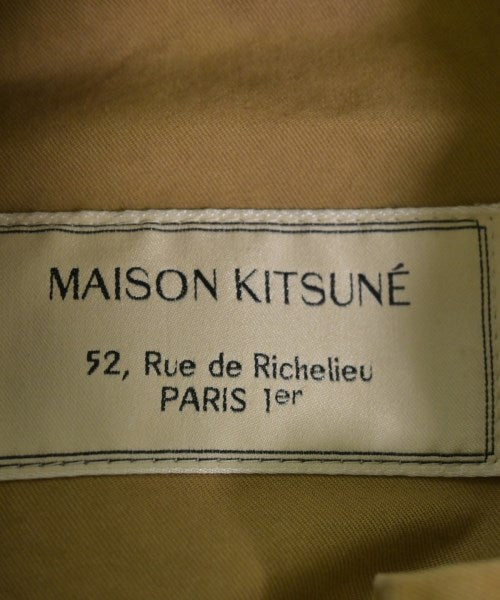 MAISON KITSUNÉ
52, Rue de Richelieu
PARIS 1er